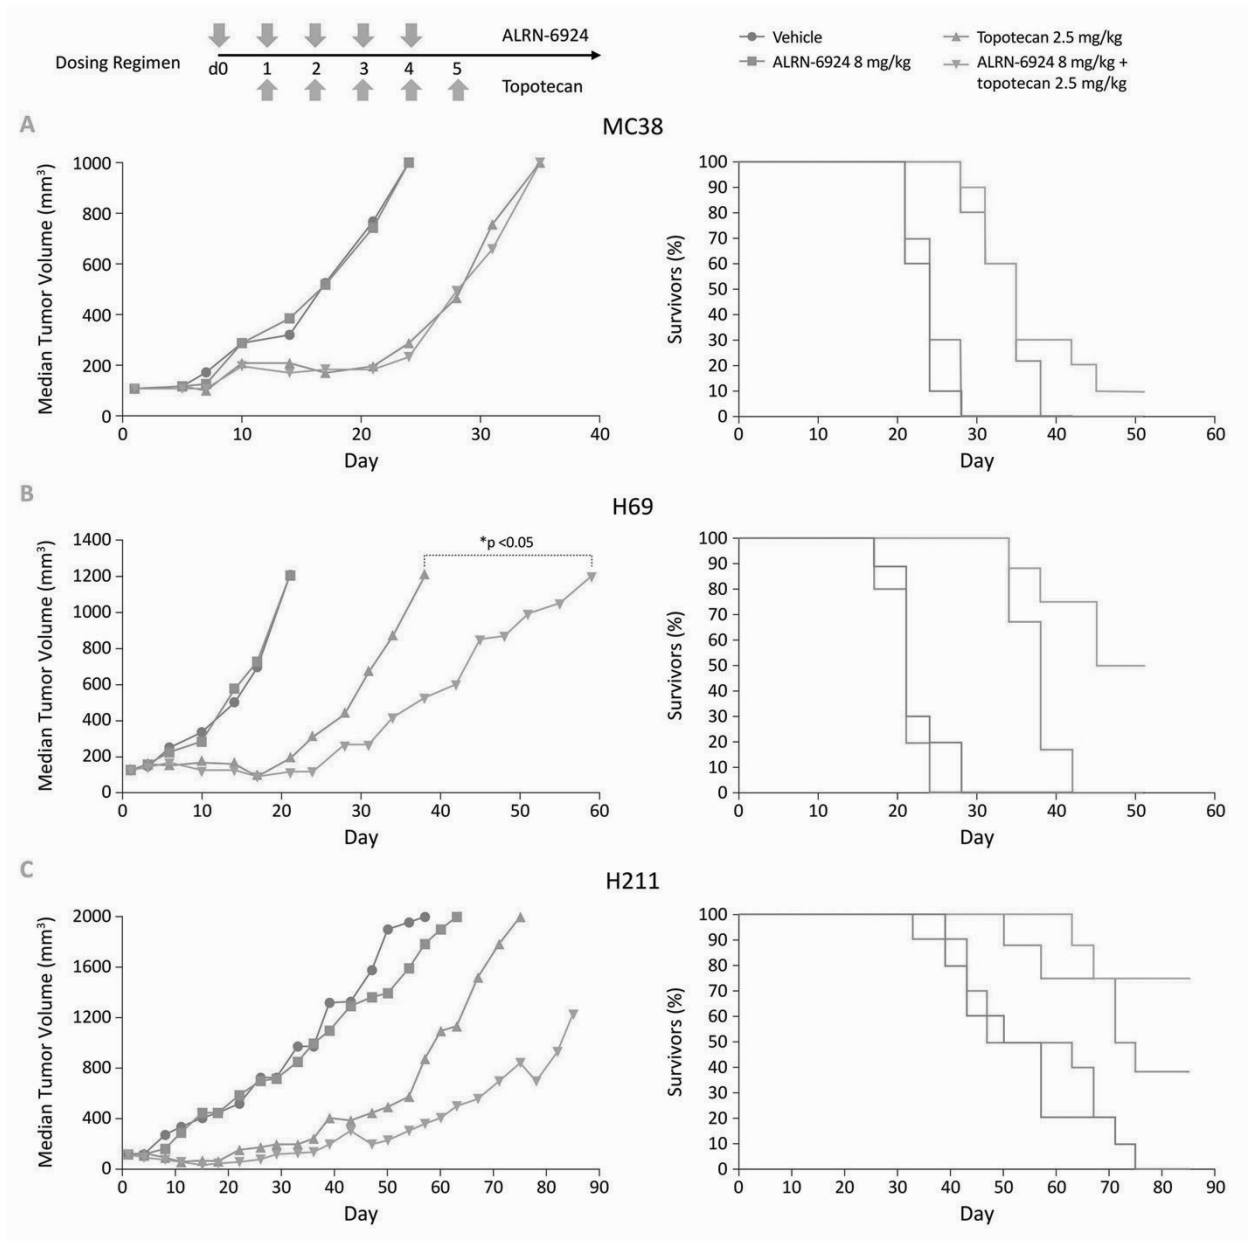 Dosing Regimen
ALRN-6924
d0 1 2 3 4 5
Topotecan
Vehicle
ALRN-6924 8 mg/kg
Topotecan 2.5 mg/kg
ALRN-6924 8 mg/kg +
topotecan 2.5 mg/kg
A
MC38
Median Tumor Volume (mm³)
1000
800
600
400
200
0
0 10 20 30 40
Day
Survivors (%)
100
90
80
70
60
50
40
30
20
10
0
0 10 20 30 40 50 60
Day
B
H69
Median Tumor Volume (mm³)
1400
1200
1000
800
600
400
200
0
*p <0.05
0 10 20 30 40 50 60
Day
Survivors (%)
100
90
80
70
60
50
40
30
20
10
0
0 10 20 30 40 50 60
Day
C
H211
Median Tumor Volume (mm³)
2000
1600
1200
800
400
0
0 10 20 30 40 50 60 70 80 90
Day
Survivors (%)
100
90
80
70
60
50
40
30
20
10
0
0 10 20 30 40 50 60 70 80 90
Day